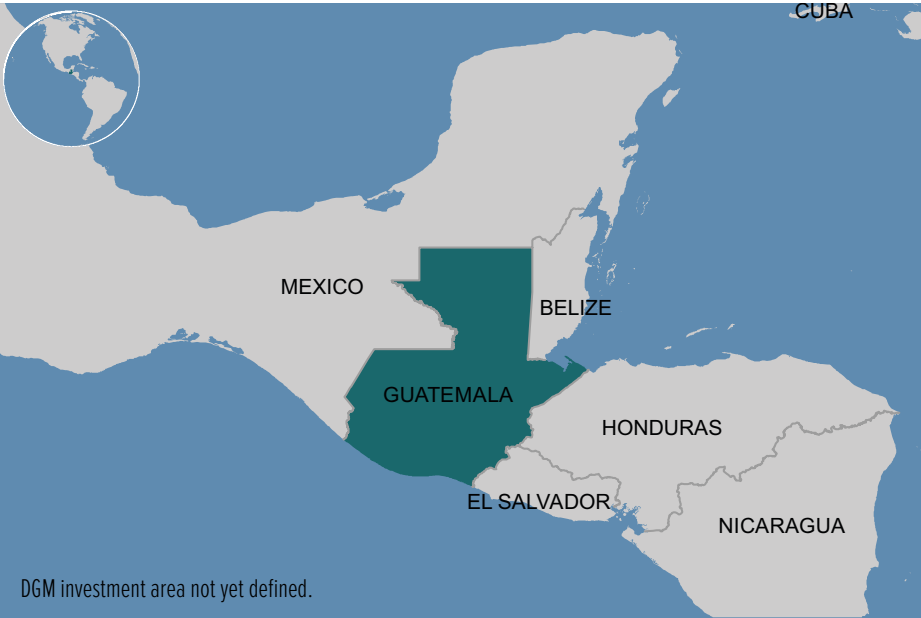 CUBA
MEXICO
BELIZE
GUATEMALA
HONDURAS
EL SALVADOR
NICARAGUA
DGM investment area not yet defined.